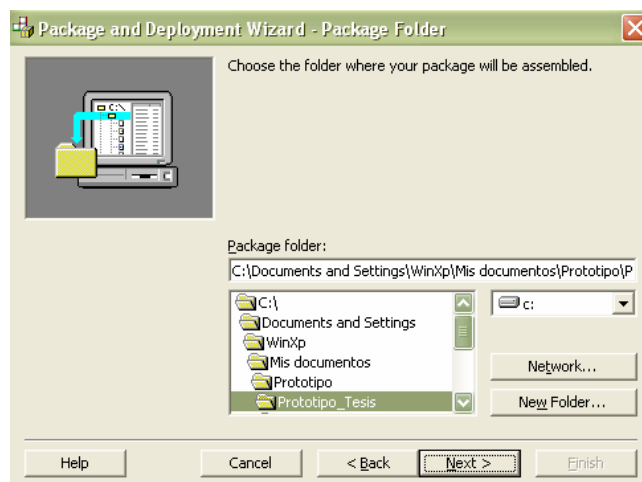 Package and Deployment Wizard - Package Folder
Choose the folder where your package will be assembled.
C:\
Package folder:
C:\Documents and Settings\WinXp\Mis documentos\Prototipo\P
C:\
c:
Documents and Settings
WinXp
Mis documentos
Network...
Prototipo
Prototipo_Tesis
New Folder...
Help
Cancel
< Back
Next >
Finish